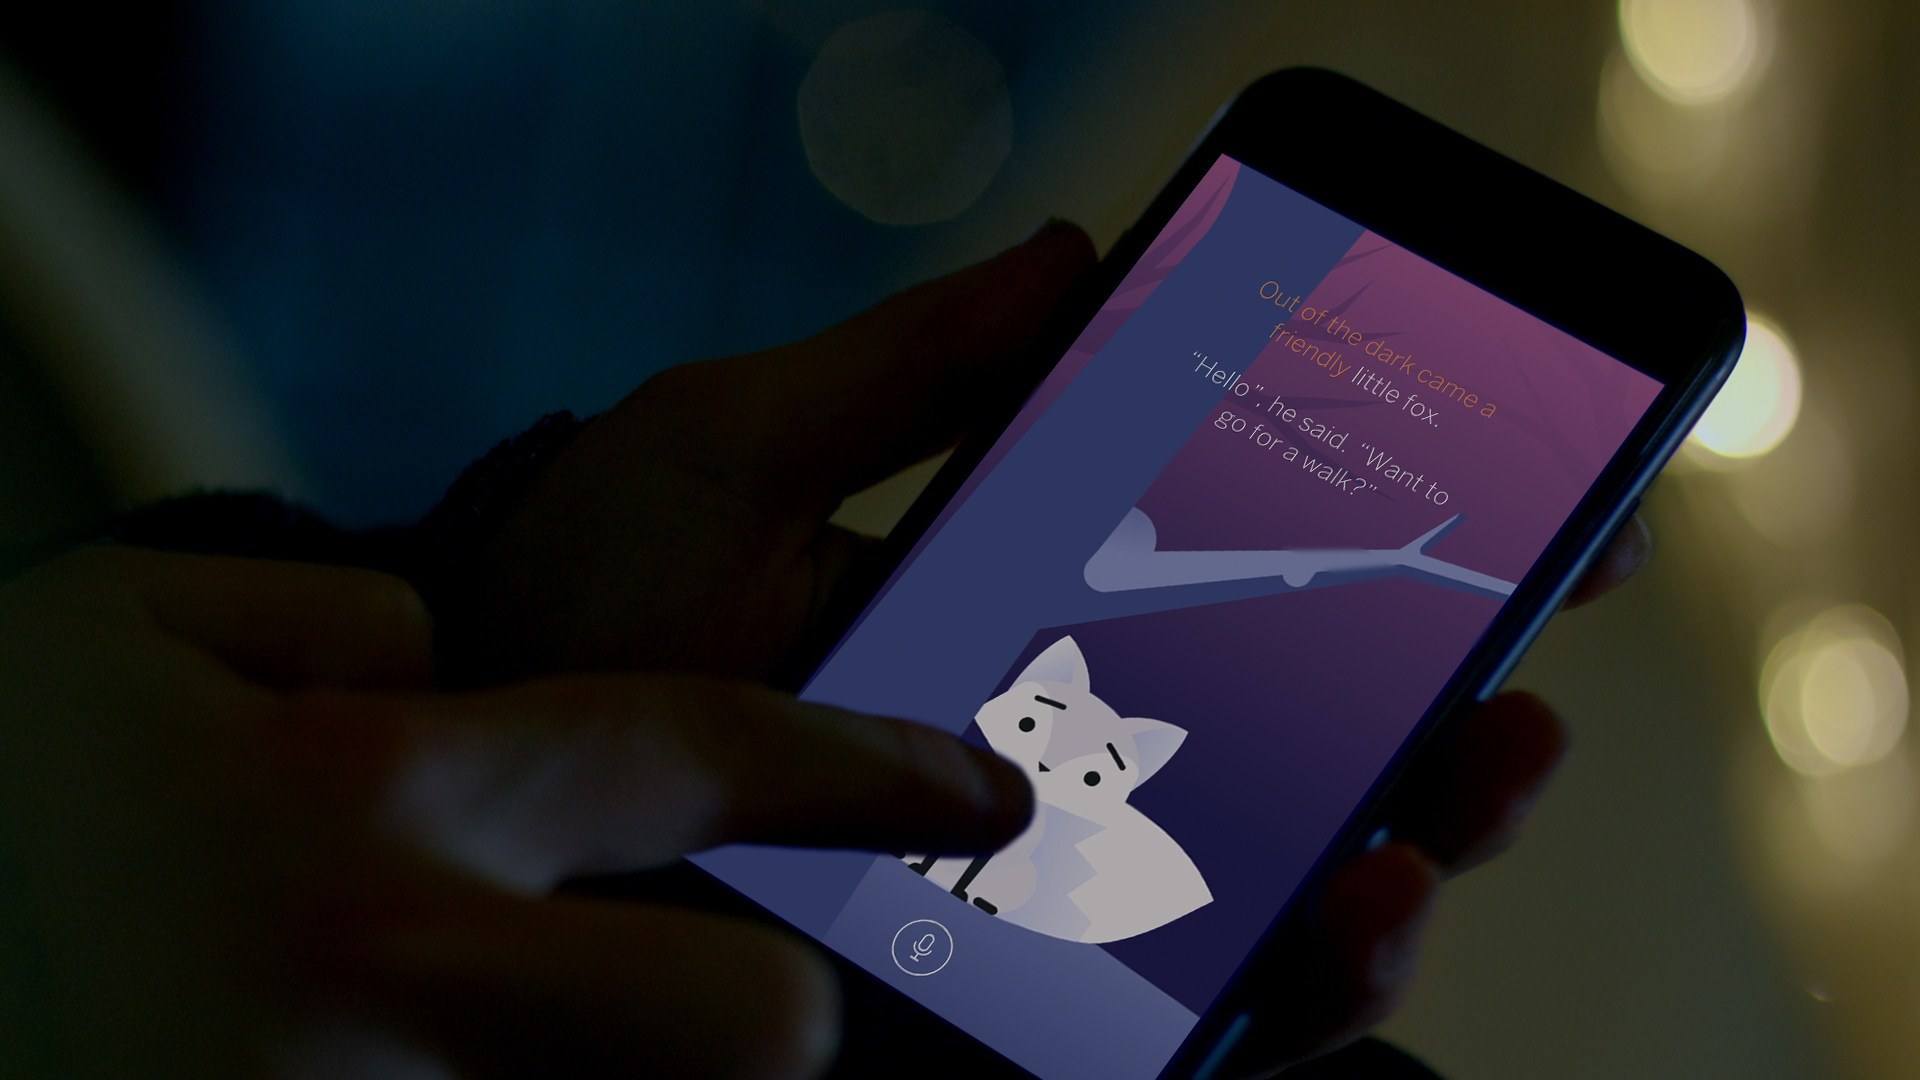 Out of the dark came a
friendly little fox.
“Hello”, he said. “Want to
go for a walk?”